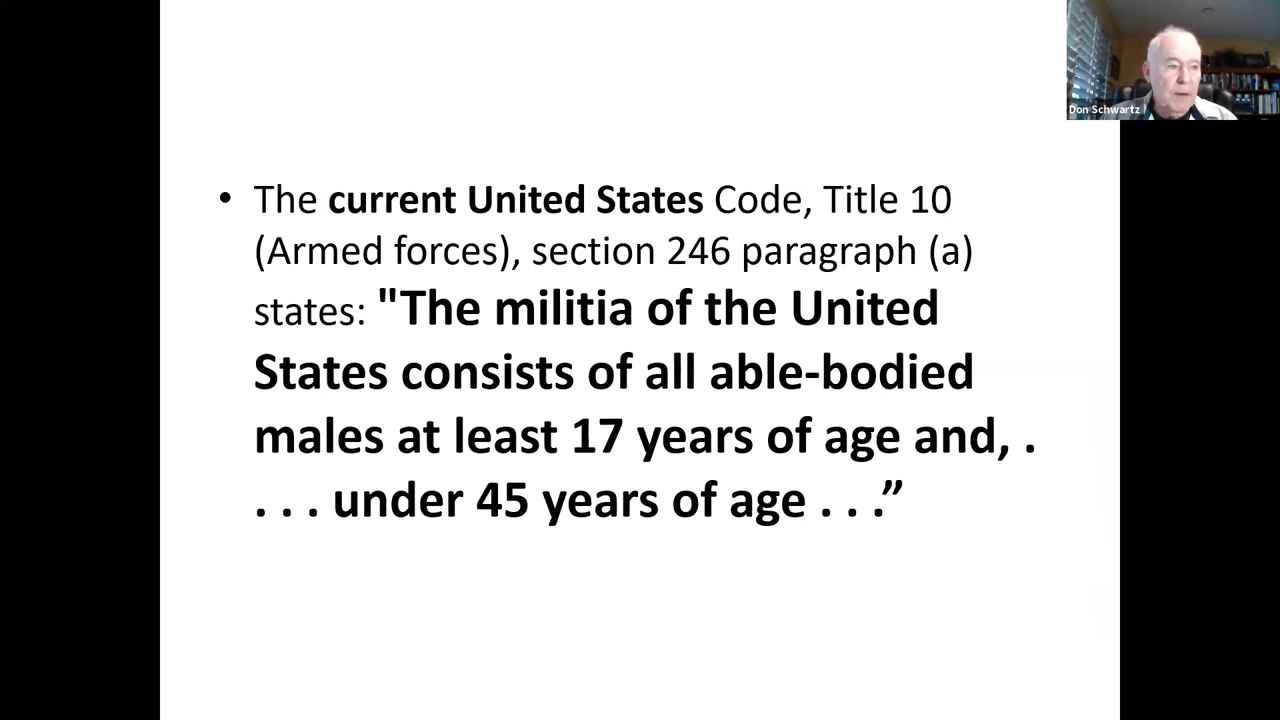 Don Schwartz
• The current United States Code, Title 10
(Armed forces), section 246 paragraph (a)
states: "The militia of the United
States consists of all able-bodied
males at least 17 years of age and, .
. . . under 45 years of age . . .”